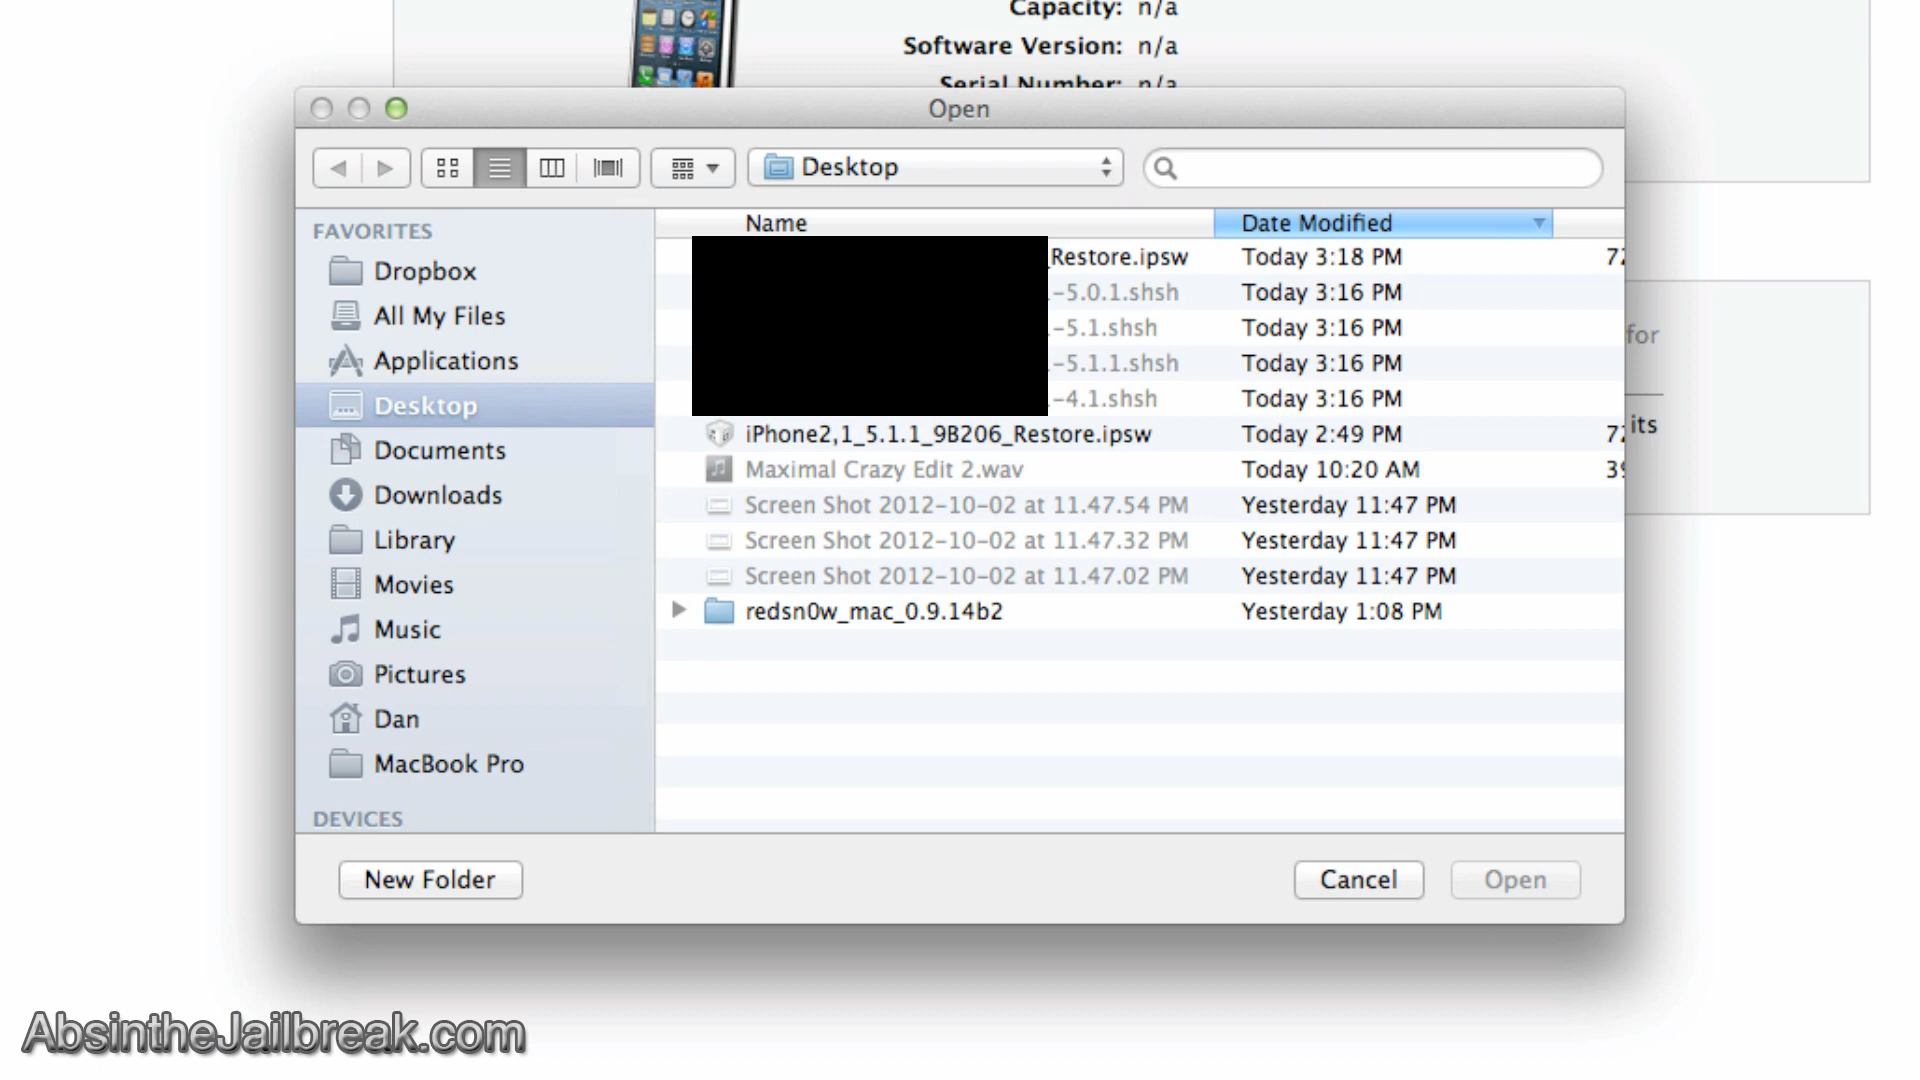 Capacity: n/a
Software Version: n/a
Serial Number: n/a
Open
Desktop
FAVORITES
Dropbox
All My Files
Applications
Desktop
Documents
Downloads
Library
Movies
Music
Pictures
Dan
MacBook Pro
DEVICES
Name Date Modified
_Restore.ipsw Today 3:18 PM 72
-5.0.1.shsh Today 3:16 PM
-5.1.shsh Today 3:16 PM
-5.1.1.shsh Today 3:16 PM
-4.1.shsh Today 3:16 PM
iPhone2,1_5.1.1_9B206_Restore.ipsw Today 2:49 PM 72
Maximal Crazy Edit 2.wav Today 10:20 AM 39
Screen Shot 2012-10-02 at 11.47.54 PM Yesterday 11:47 PM
Screen Shot 2012-10-02 at 11.47.32 PM Yesterday 11:47 PM
Screen Shot 2012-10-02 at 11.47.02 PM Yesterday 11:47 PM
redsn0w_mac_0.9.14b2 Yesterday 1:08 PM
for
its
New Folder Cancel Open
AbsintheJailbreak.com